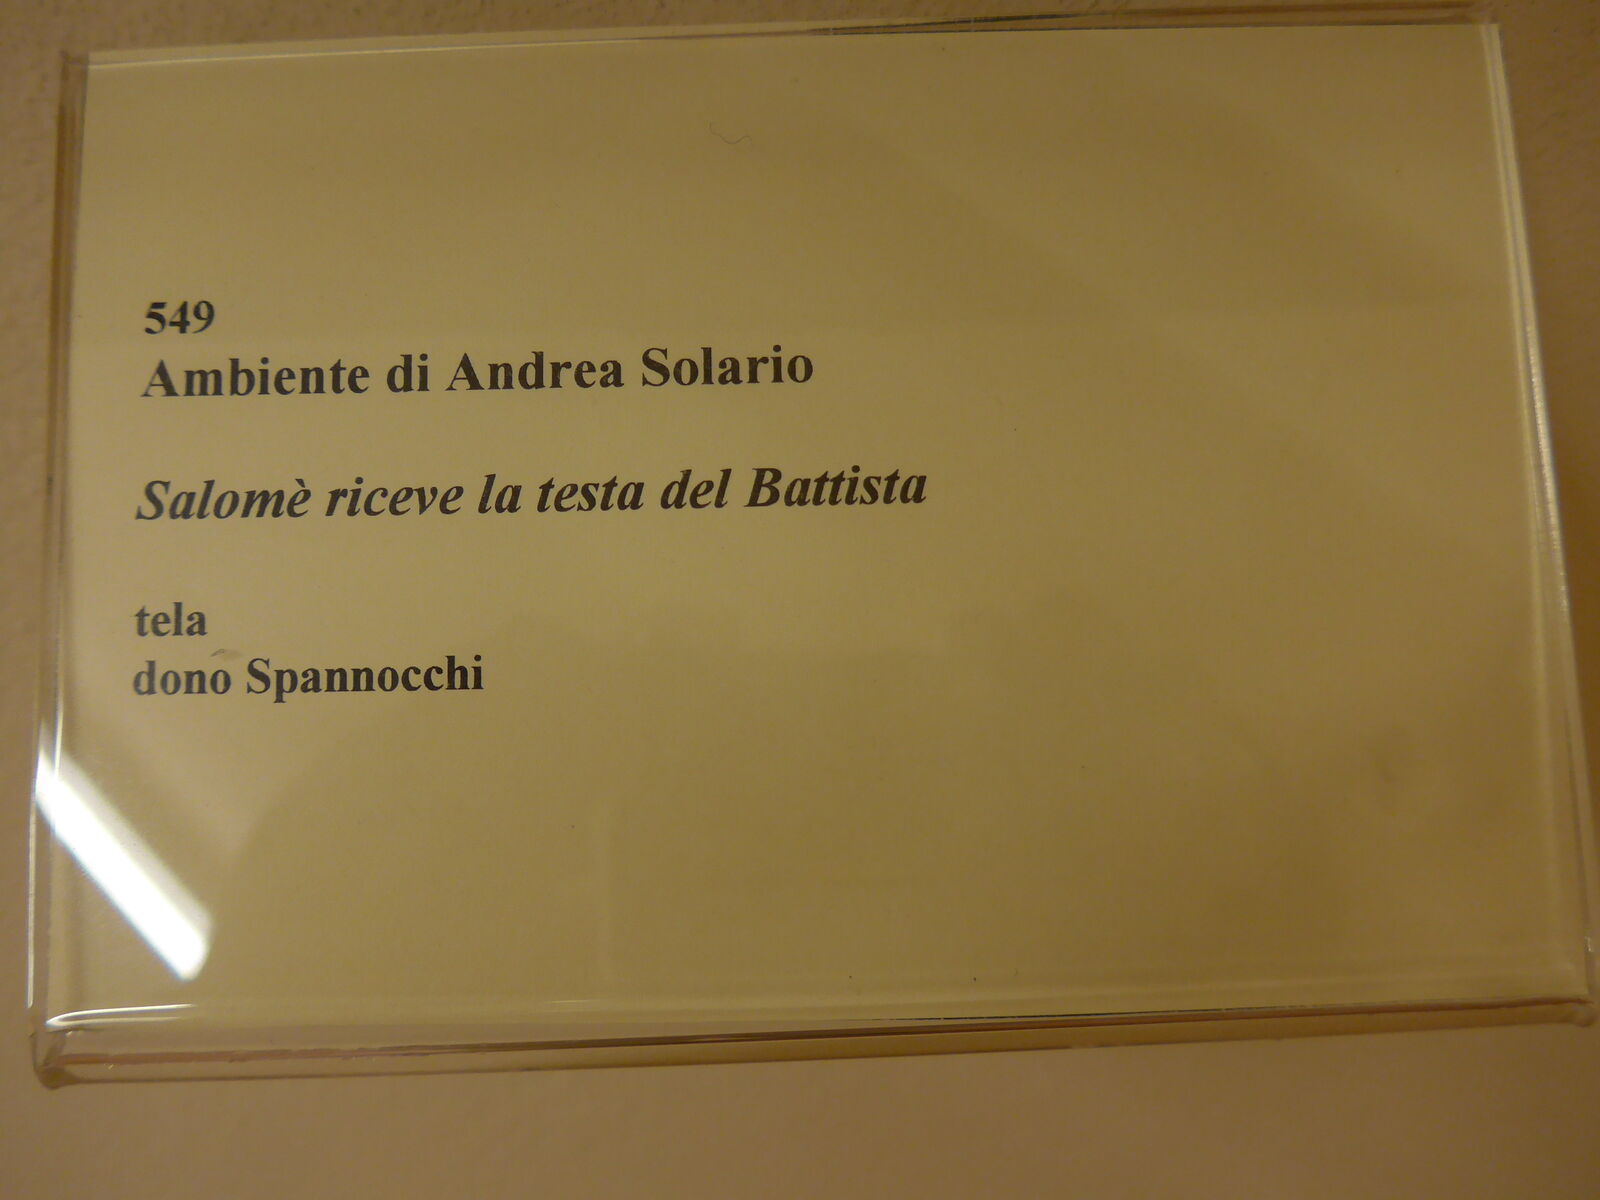 549
Ambiente di Andrea Solario
Salomè riceve la testa del Battista
tela
dono Spannocchi